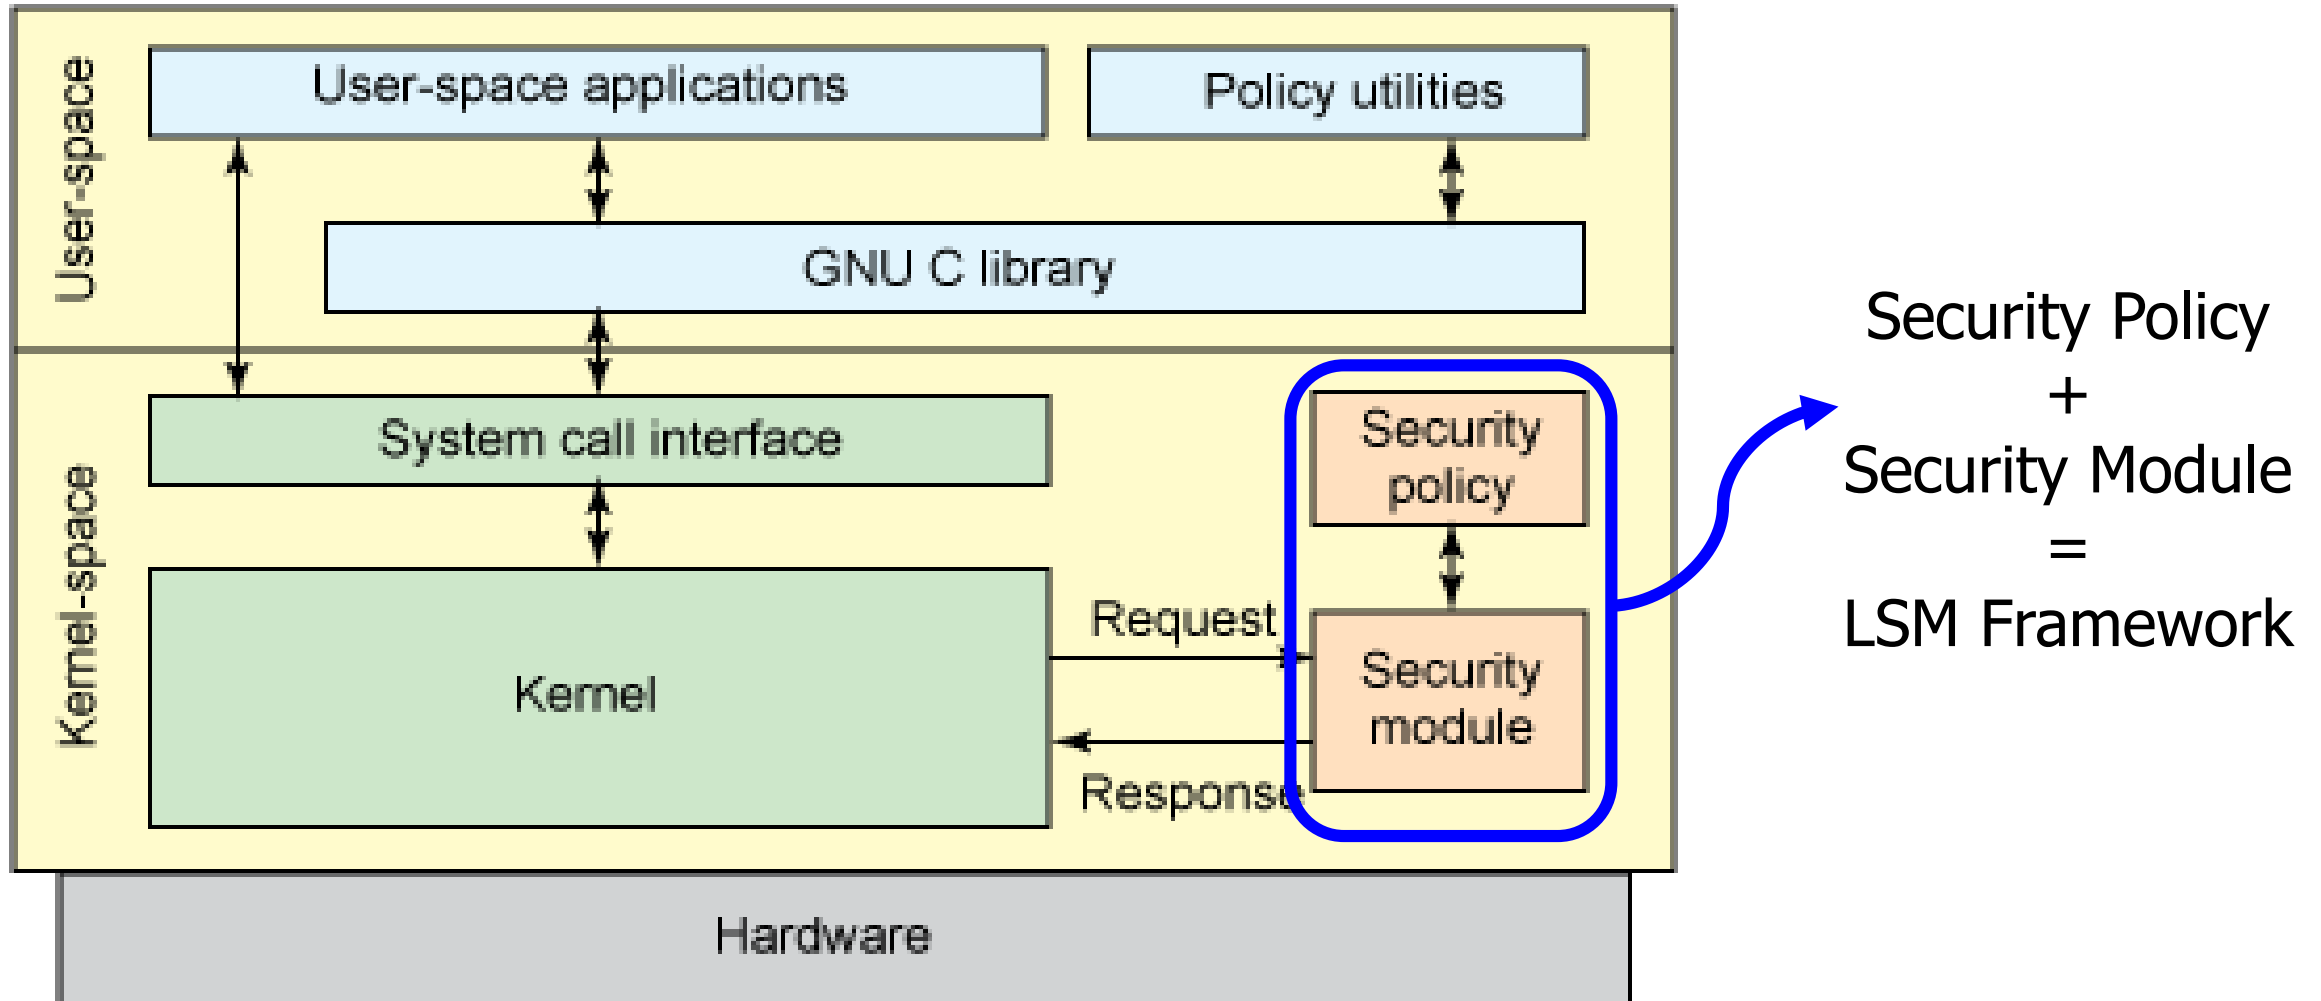 User-space
User-space applications
Policy utilities
GNU C library
Kernel-space
System call interface
Security
policy
Kernel
Request
Response
Security
module
Hardware
Security Policy
+
Security Module
=
LSM Framework